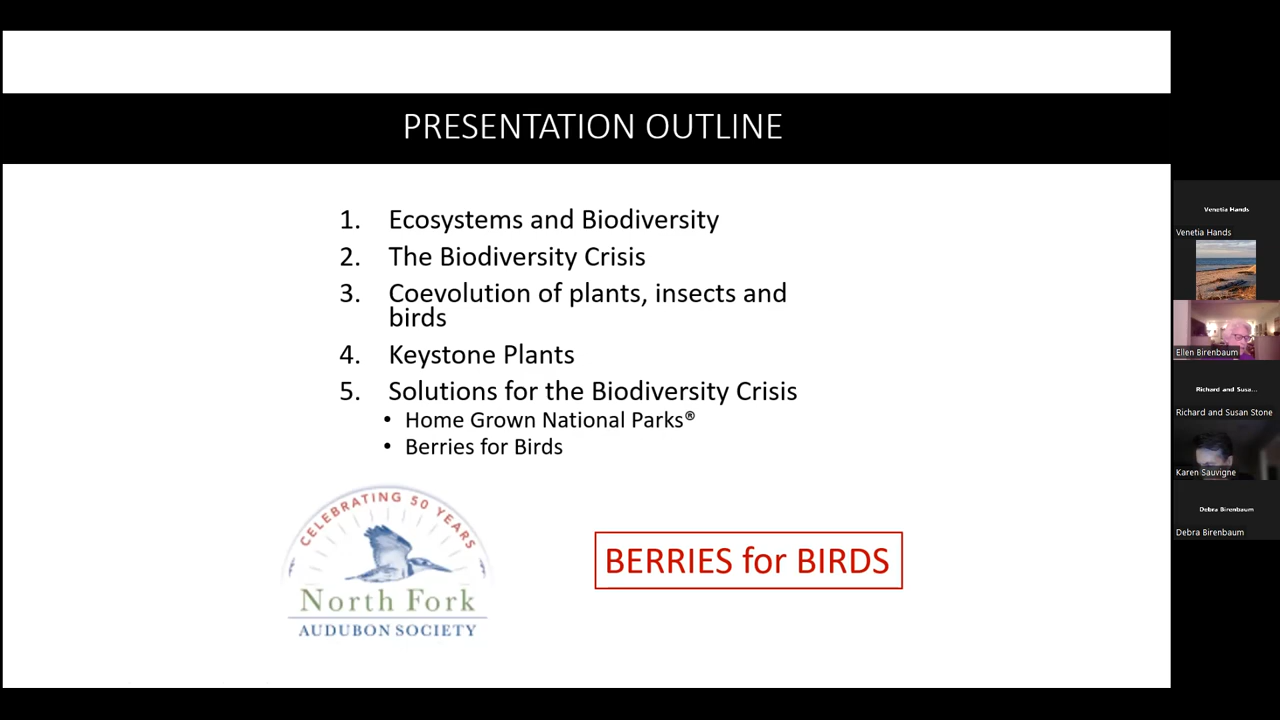 PRESENTATION OUTLINE
1. Ecosystems and Biodiversity
2. The Biodiversity Crisis
3. Coevolution of plants, insects and
birds
4. Keystone Plants
5. Solutions for the Biodiversity Crisis
• Home Grown National Parks®
• Berries for Birds
CELEBRATING 50 YEARS
North Fork
AUDUBON SOCIETY
BERRIES for BIRDS
Venetia Hands
Venetia Hands
Ellen Birenbaum
Richard and Susa...
Richard and Susan Stone
Karen Sauvigne
Debra Birenbaum
Debra Birenbaum